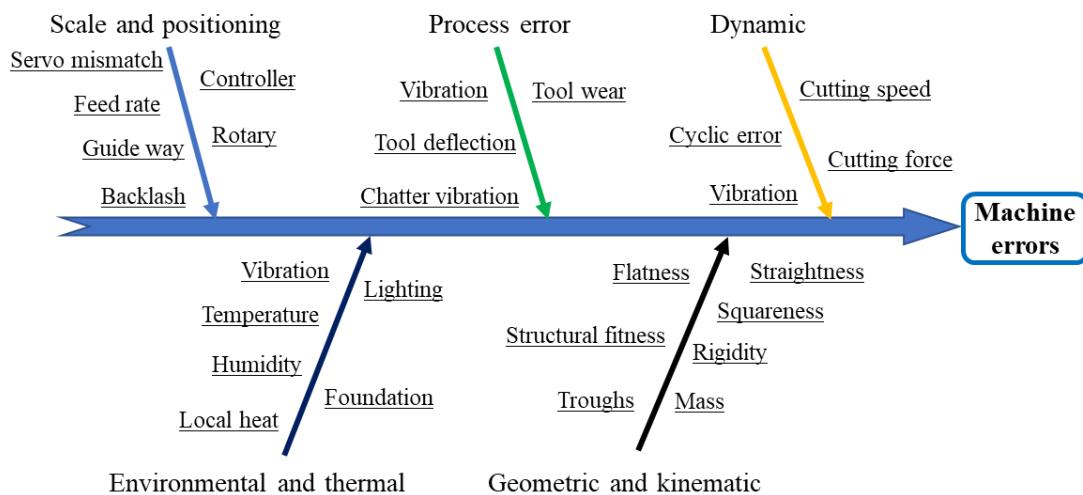 Scale and positioning
Servo mismatch
Controller
Feed rate
Rotary
Guide way
Backlash
Process error
Vibration
Tool wear
Tool deflection
Chatter vibration
Dynamic
Cutting speed
Cyclic error
Cutting force
Vibration
Machine
errors
Vibration
Lighting
Temperature
Humidity
Foundation
Local heat
Environmental and thermal
Flatness
Straightness
Squareness
Structural fitness
Rigidity
Troughs
Mass
Geometric and kinematic